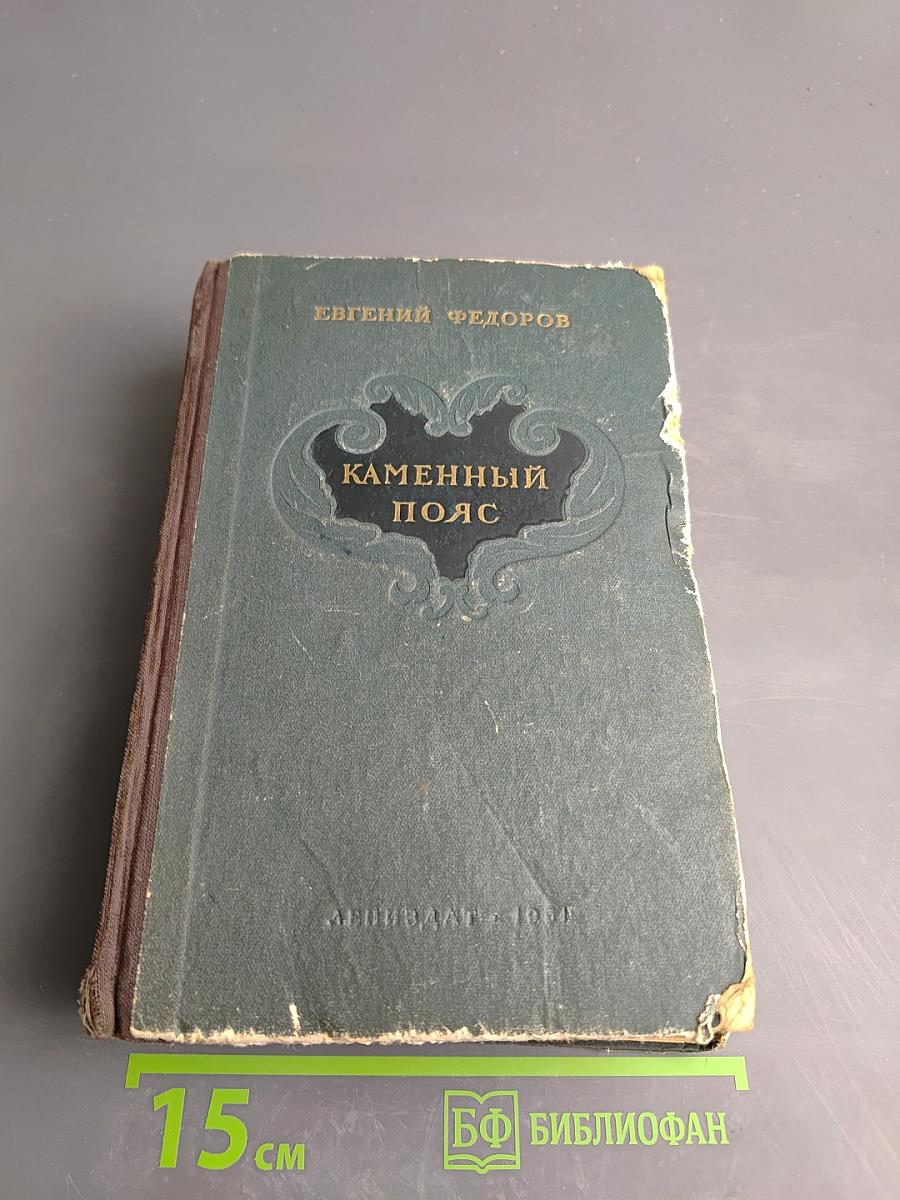 ЕВГЕНИЙ ФЕДОРОВ
КАМЕННЫЙ
ПОЯС
ЛЕНИЗДАТ
15 см
БФ БИБЛИОФАН